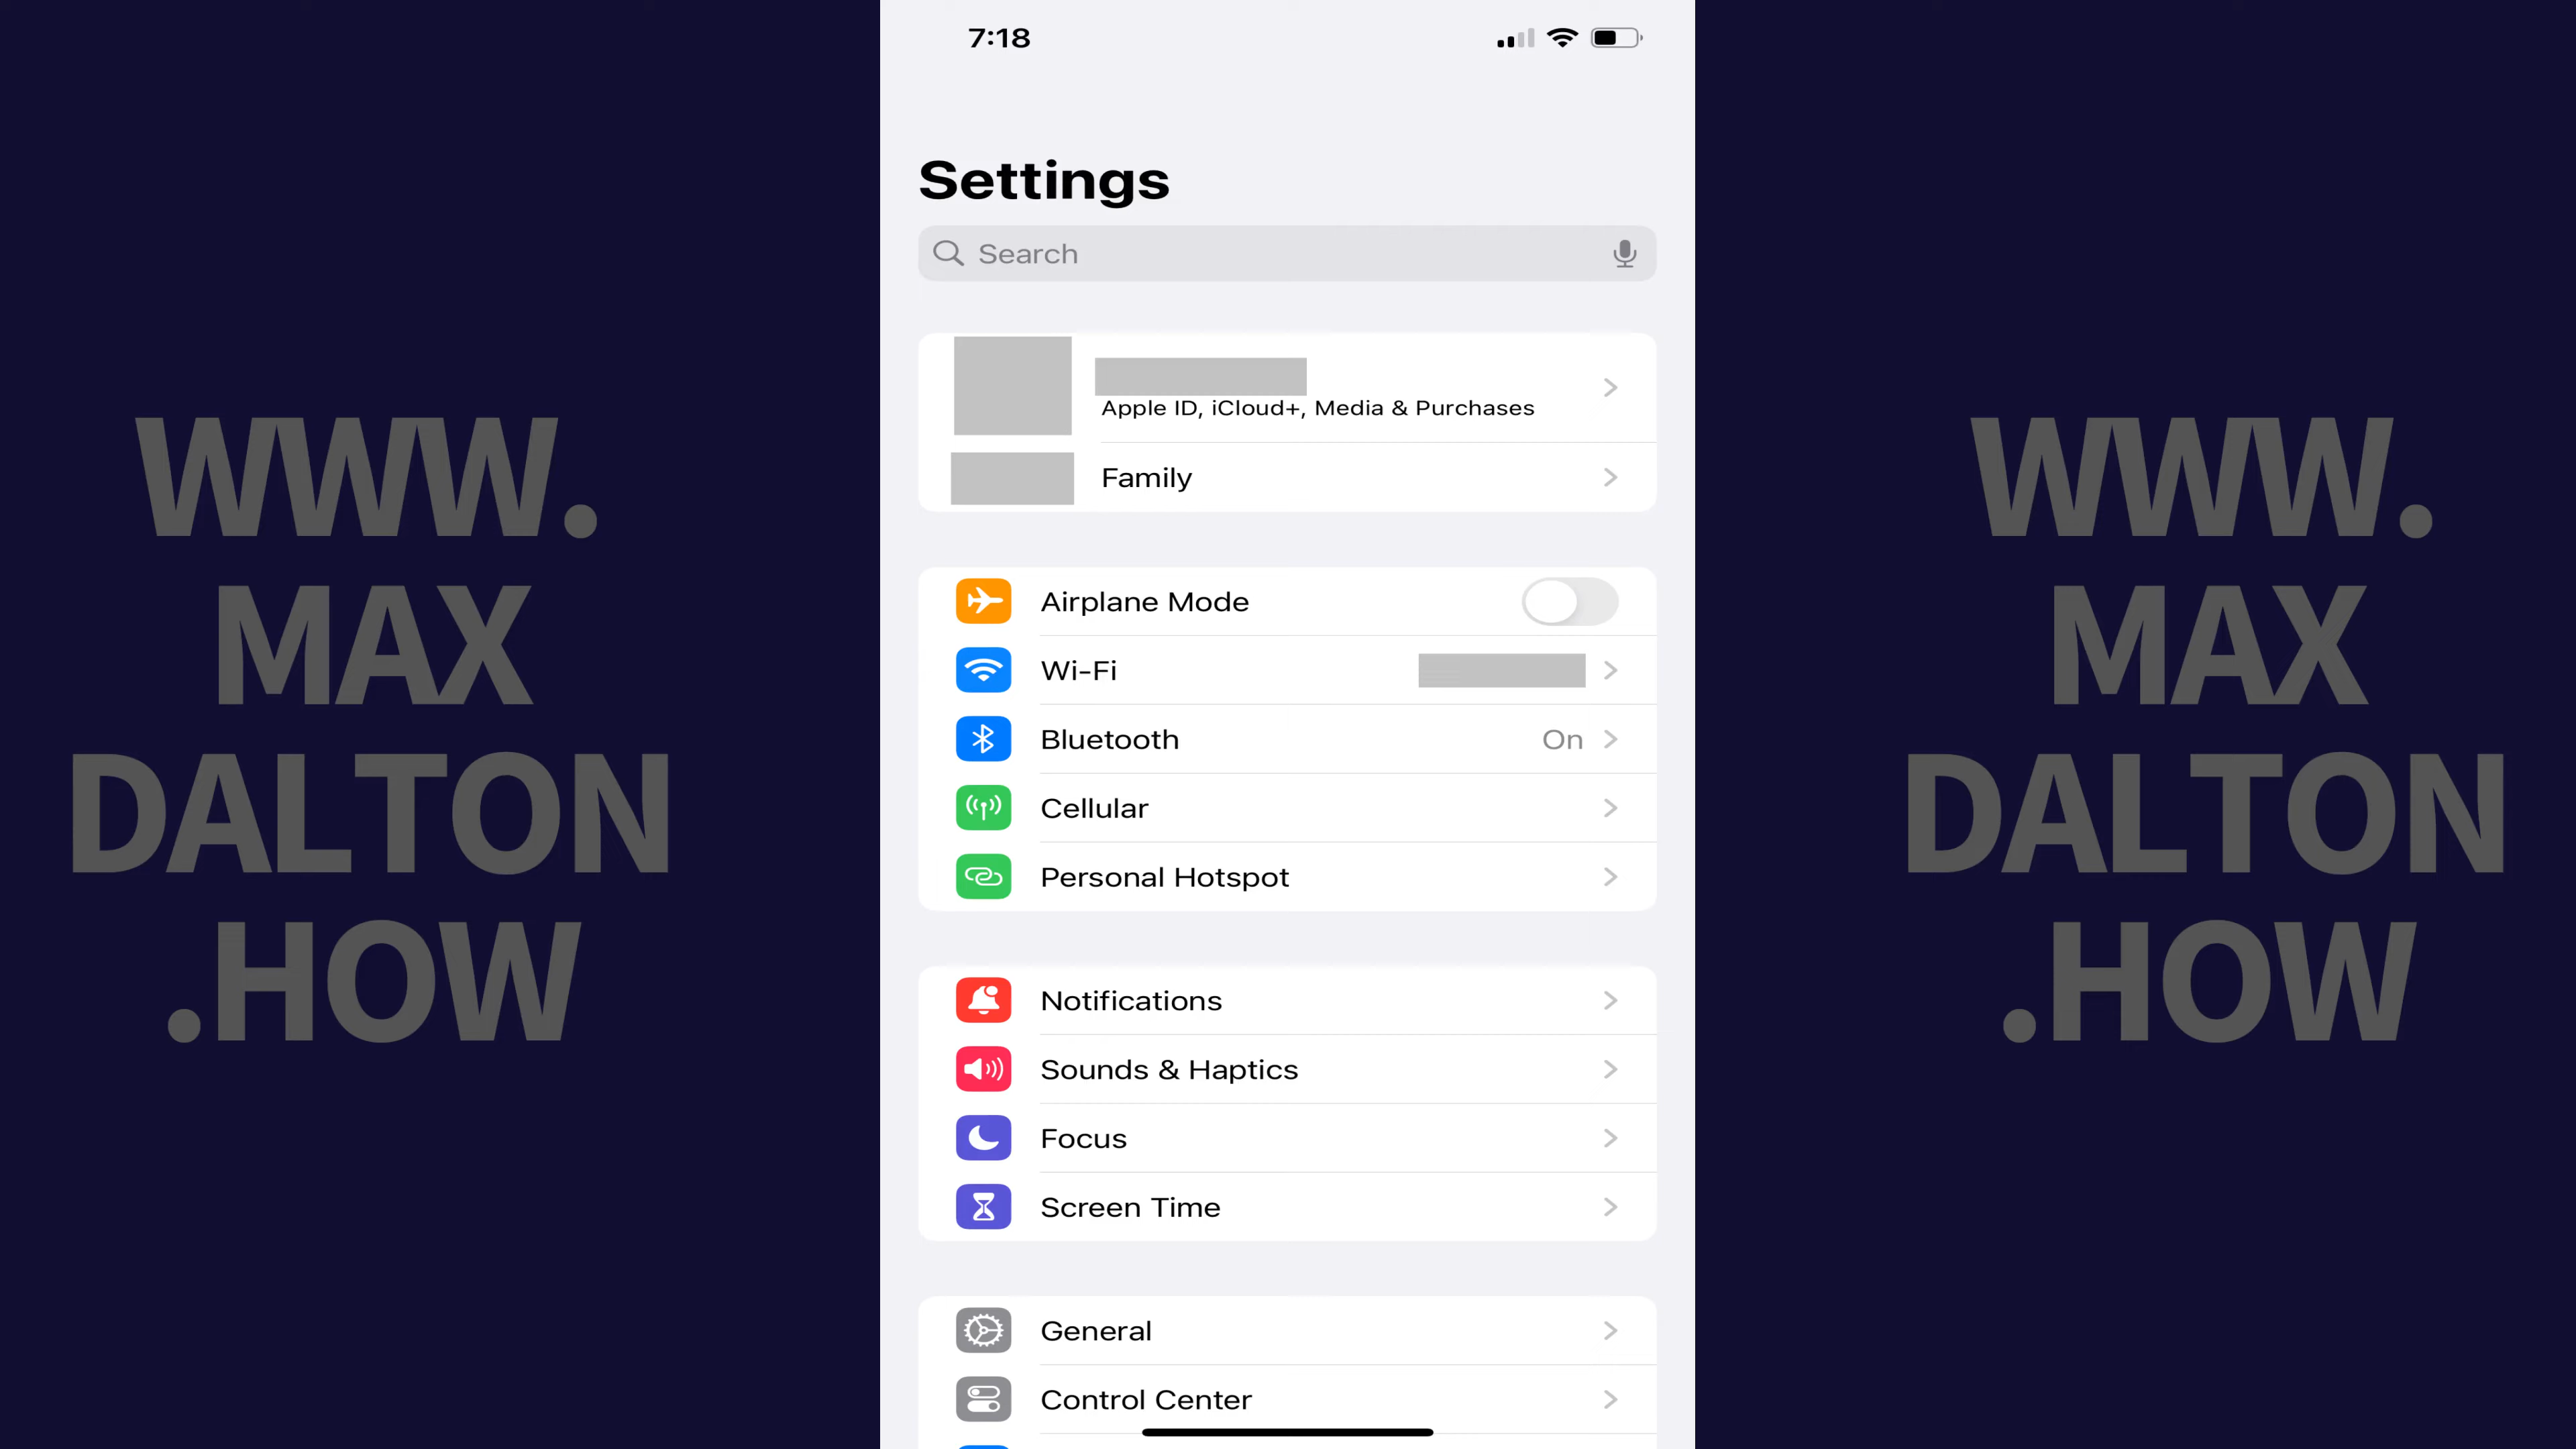 WWW.
MAX
DALTON
.HOW
7:18
Settings
Search
Apple ID, iCloud+, Media & Purchases
Family
Airplane Mode
Wi-Fi
Bluetooth On
Cellular
Personal Hotspot
Notifications
Sounds & Haptics
Focus
Screen Time
General
Control Center
WWW.
MAX
DALTON
.HOW